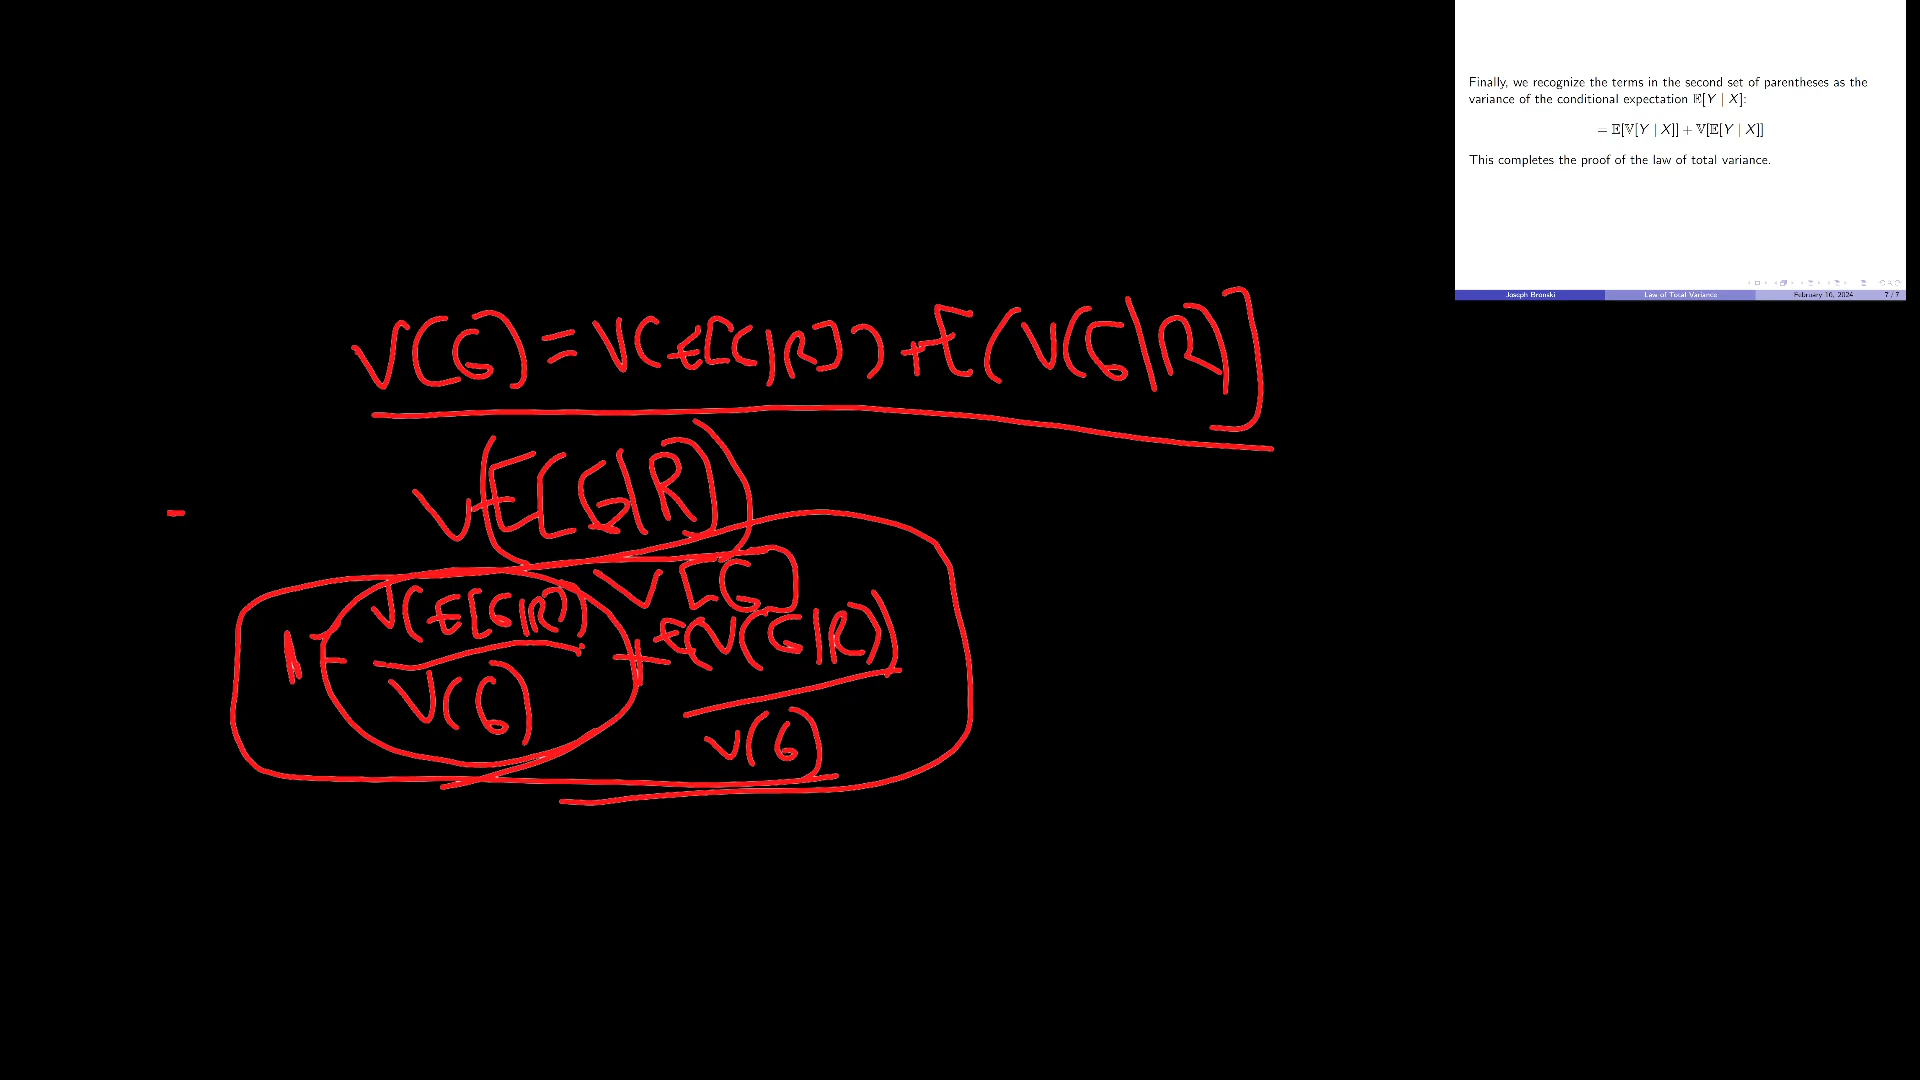 Finally, we recognize the terms in the second set of parentheses as the
variance of the conditional expectation 𝔼[Y | X]:
= 𝔼[𝕍[Y | X]] + 𝕍[𝔼[Y | X]]
This completes the proof of the law of total variance.
Joseph Bronski Law of Total Variance February 16, 2024 7 / 7
V(G) = V(E[G|R]) + E(V(G|R)]
V(E[G|R))
V[G]
1 = V(E[G|R]) / V(G) + E(V(G|R)) / V(G)